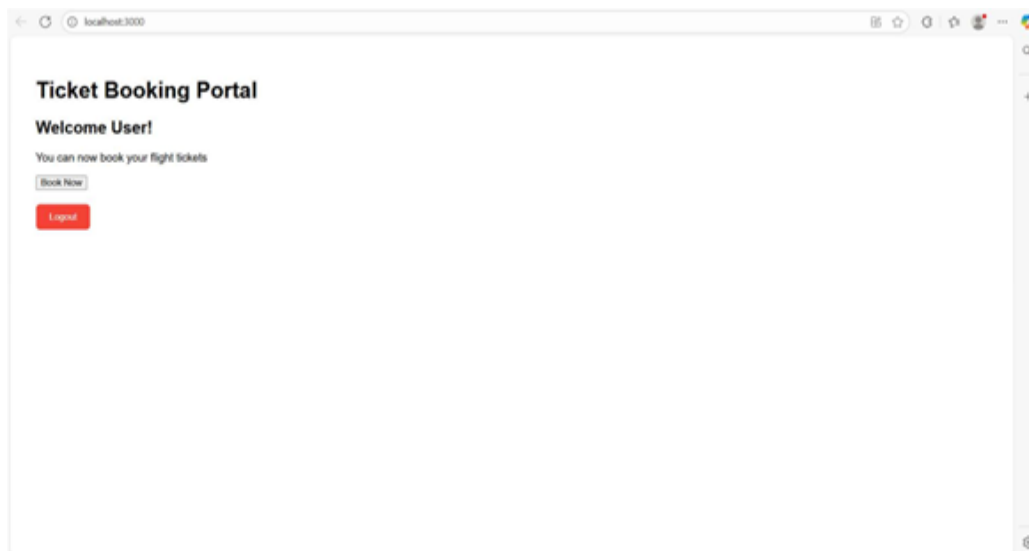 localhost:3000
Ticket Booking Portal
Welcome User!
You can now book your flight tickets
Book Now
Logout